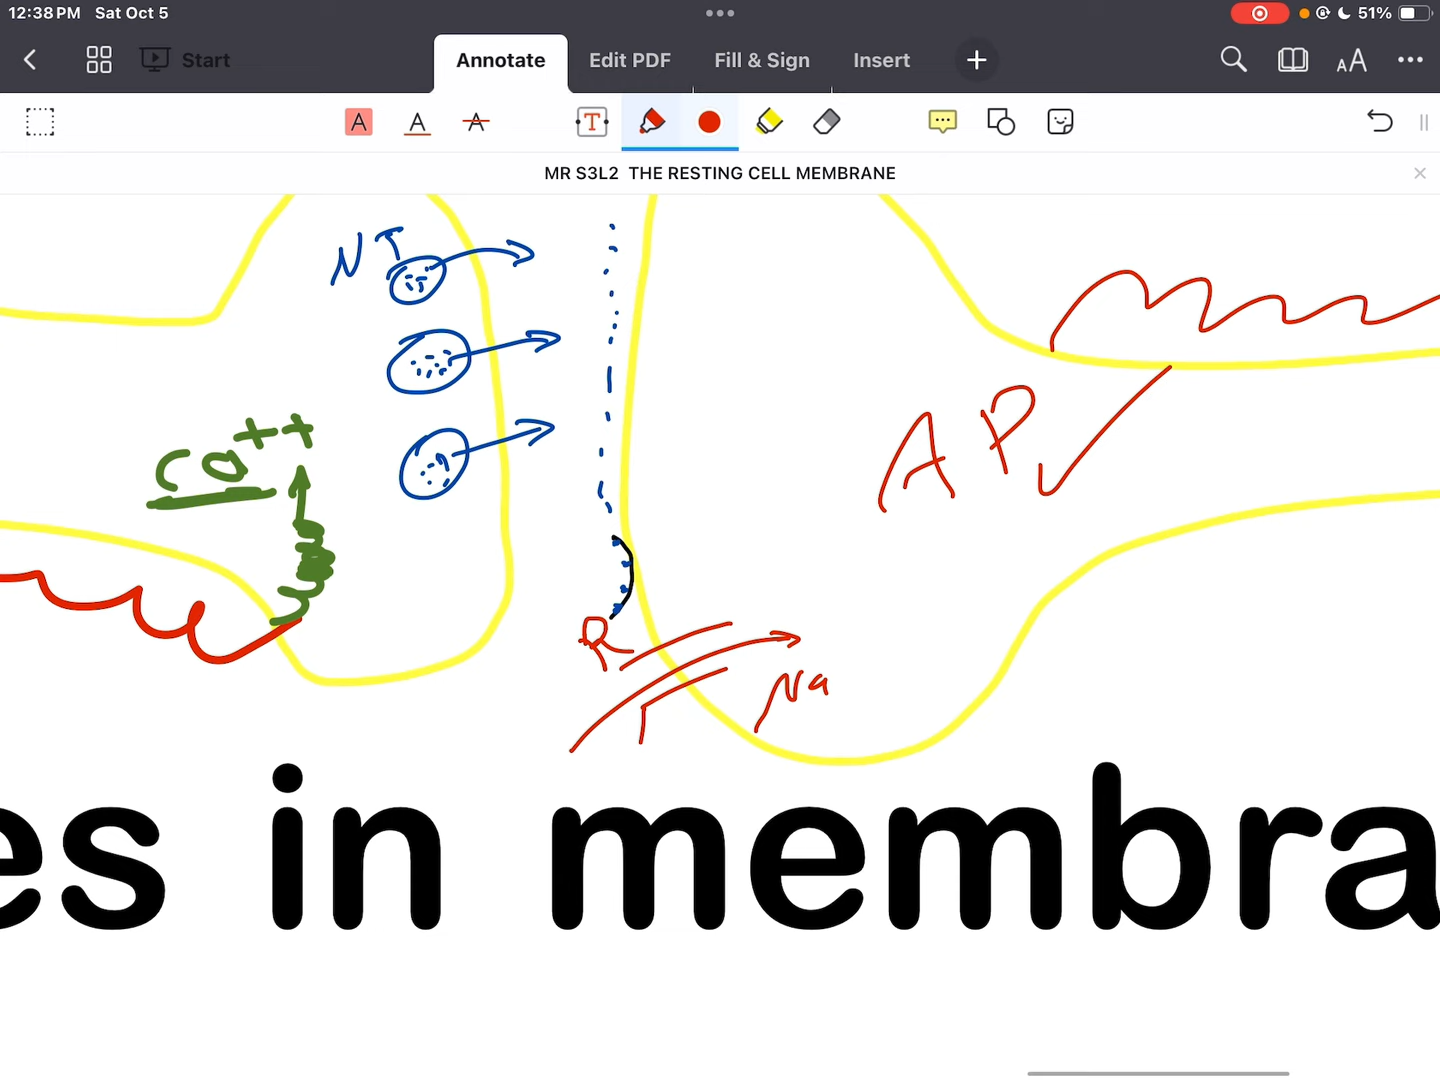 12:38 PM Sat Oct 5
51%
Start
Annotate
Edit PDF
Fill & Sign
Insert
MR S3L2 THE RESTING CELL MEMBRANE
NT
Ca++
AP
R
Na
es in membra